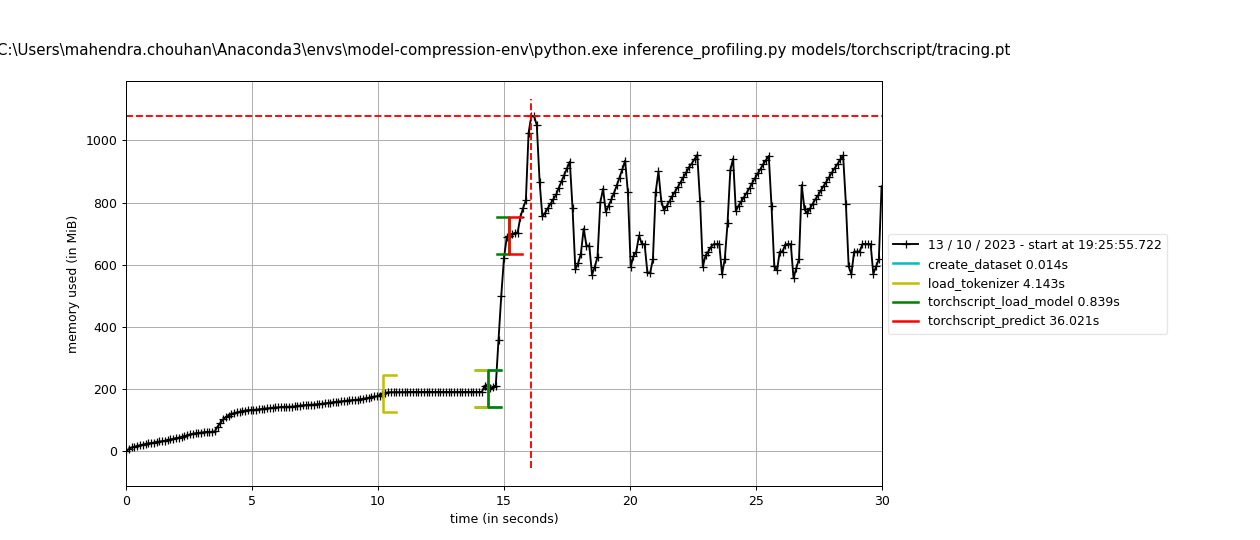 C:\Users\mahendra.chouhan\Anaconda3\envs\model-compression-env\python.exe inference_profiling.py models/torchscript/tracing.pt
memory used (in MiB)
1000
800
600
400
200
0
0 5 10 15 20 25 30
time (in seconds)
13 / 10 / 2023 - start at 19:25:55.722
create_dataset 0.014s
load_tokenizer 4.143s
torchscript_load_model 0.839s
torchscript_predict 36.021s